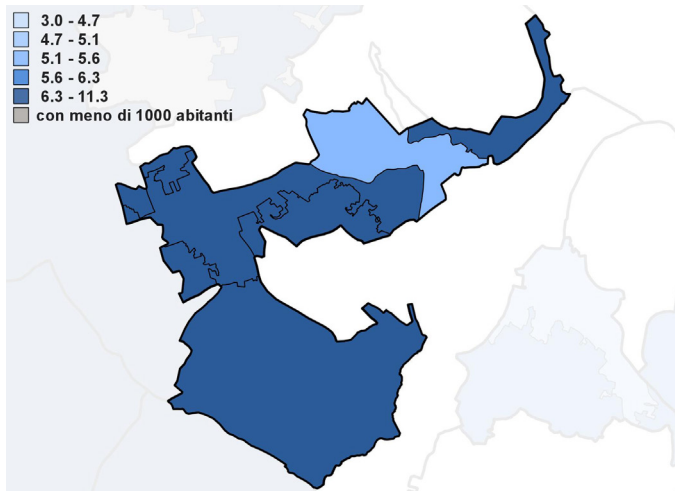 3.0 - 4.7
4.7 - 5.1
5.1 - 5.6
5.6 - 6.3
6.3 - 11.3
con meno di 1000 abitanti